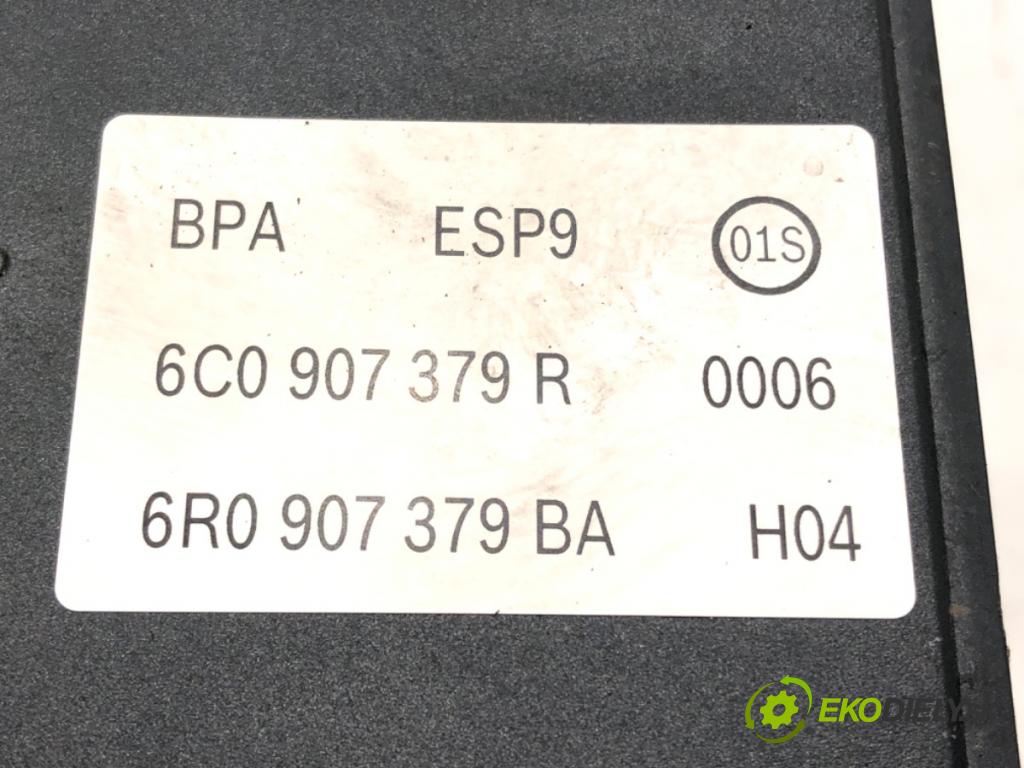 BPA ESP9 01S
6C0 907 379 R 0006
6R0 907 379 BA H04
EKODIELY